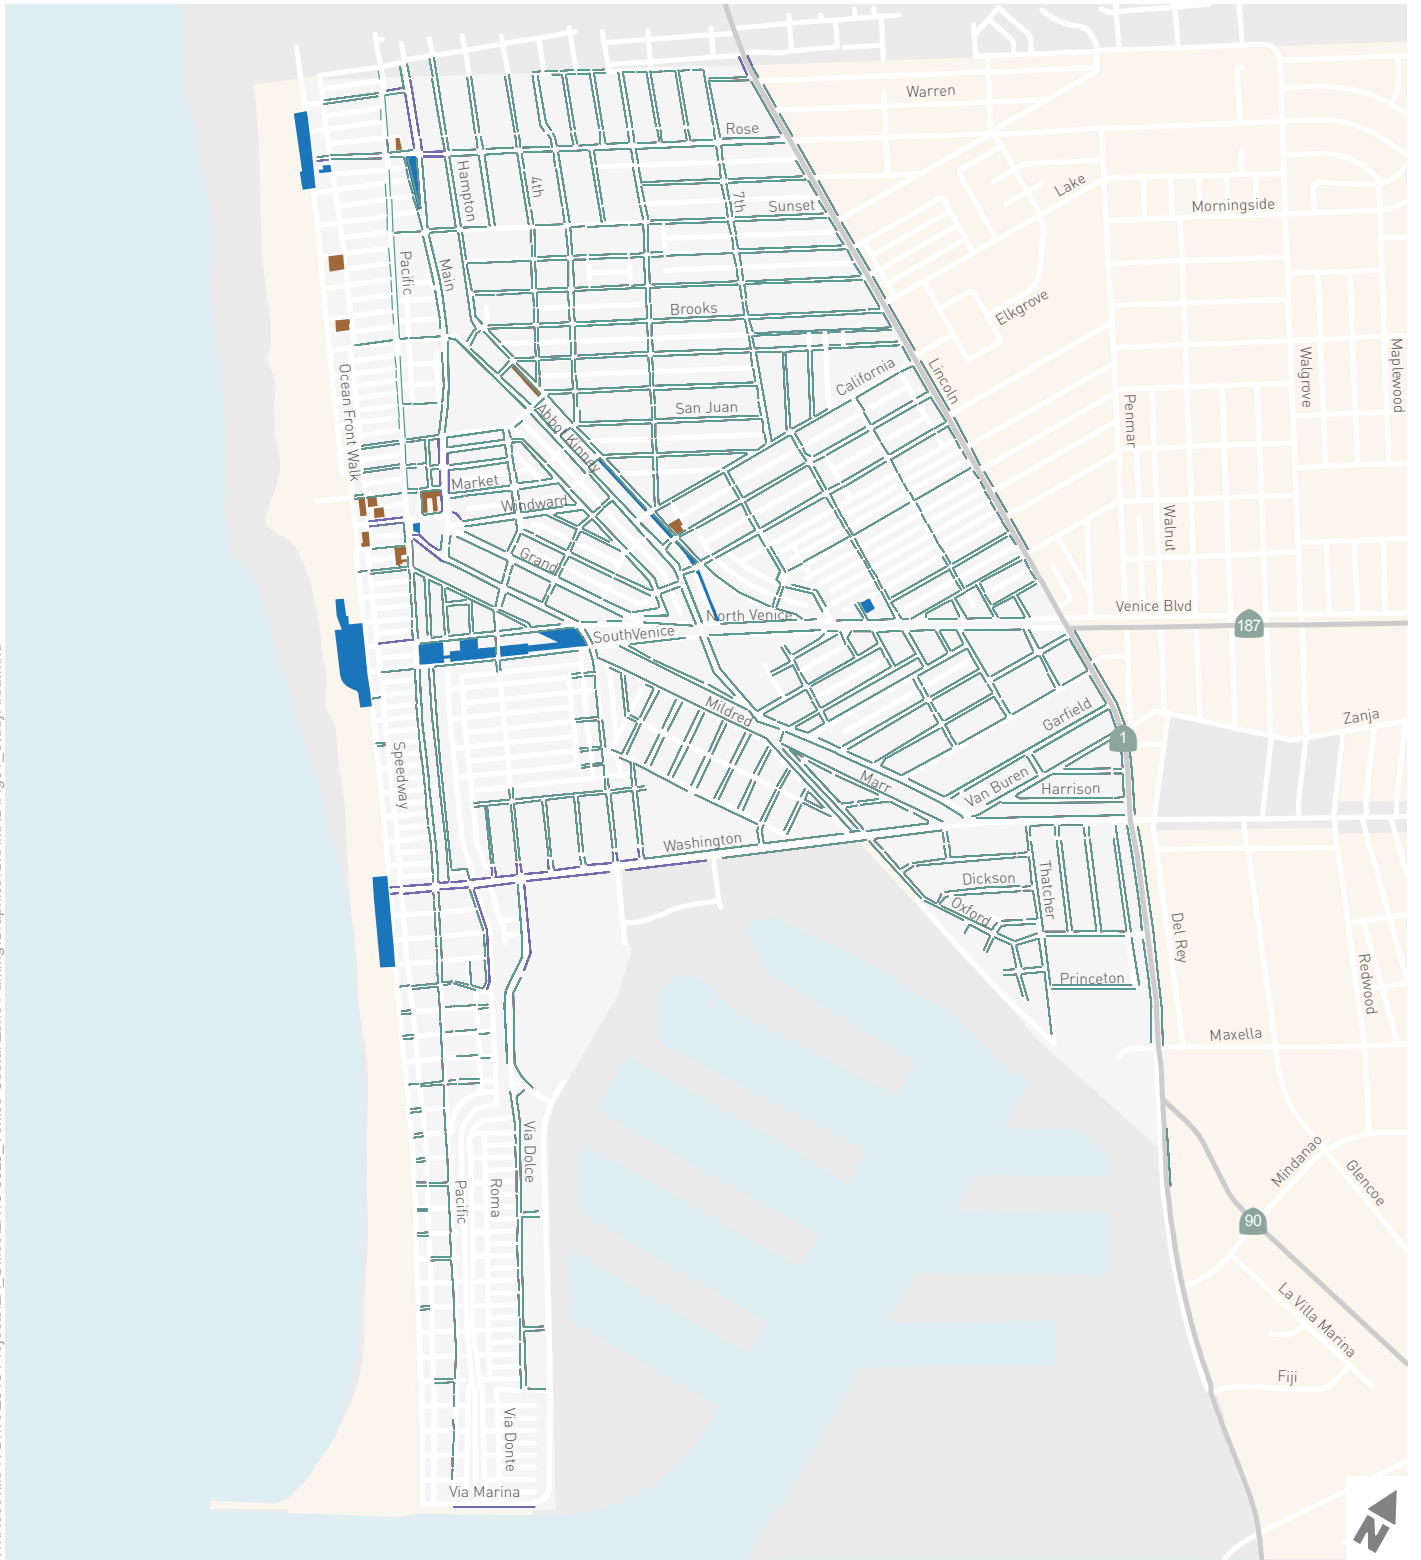 Warren
Rose
Hampton
4th
Lake
7th
Sunset
Morningside
Pacific
Main
Brooks
Elkgrove
Ocean Front Walk
California
Lincoln
Walgrove
Maplewood
Abbot Kinney
San Juan
Penmar
Market
Windward
Walnut
Grand
North Venice
Venice Blvd
187
SouthVenice
Mildred
Garfield
Zanja
1
Speedway
Marr
Van Buren
Harrison
Washington
Dickson
Thatcher
Oxford
Del Rey
Princeton
Redwood
Maxella
Via Dolce
Mindanao
Glencoe
Pacific
Roma
90
La Villa Marina
Fiji
Via Donte
Via Marina
N